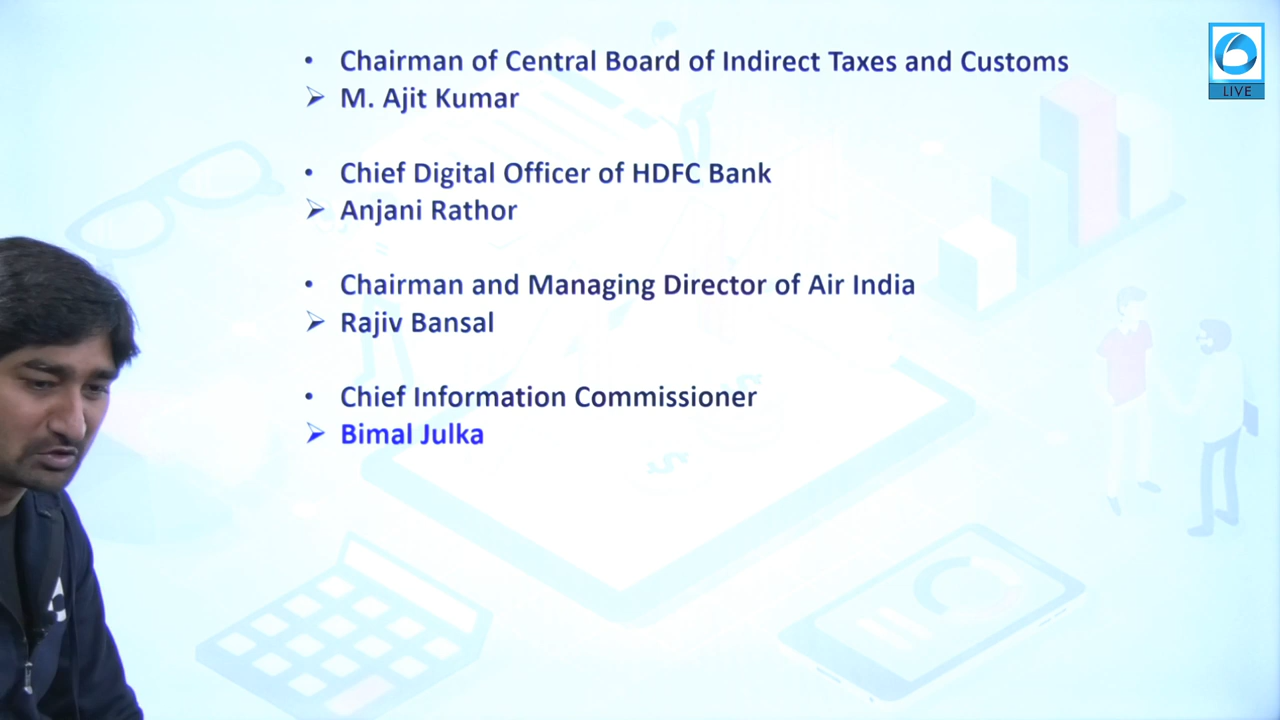 • Chairman of Central Board of Indirect Taxes and Customs
➢ M. Ajit Kumar
• Chief Digital Officer of HDFC Bank
➢ Anjani Rathor
• Chairman and Managing Director of Air India
➢ Rajiv Bansal
• Chief Information Commissioner
➢ Bimal Julka
LIVE